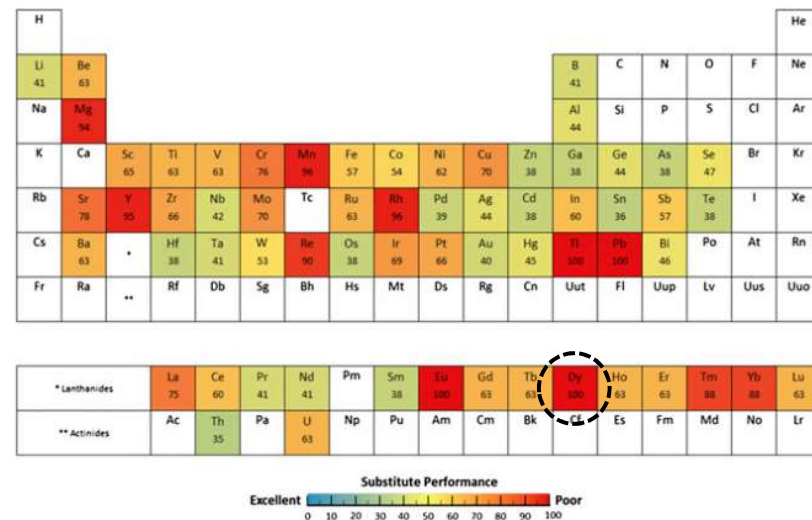 H He
Li Be B C N O F Ne
41 63 41
Na Mg Al Si P S Cl Ar
94 44
K Ca Sc Ti V Cr Mn Fe Co Ni Cu Zn Ga Ge As Se Br Kr
65 63 63 76 96 57 54 62 70 38 38 44 38 47
Rb Sr Y Zr Nb Mo Tc Ru Rh Pd Ag Cd In Sn Sb Te I Xe
78 95 66 42 70 63 96 39 44 38 60 36 57 38
Cs Ba * Hf Ta W Re Os Ir Pt Au Hg Tl Pb Bi Po At Rn
63 38 41 53 90 38 69 66 40 45 100 100 46
Fr Ra ** Rf Db Sg Bh Hs Mt Ds Rg Cn Uut Fl Uup Lv Uus Uuo
* Lanthanides La Ce Pr Nd Pm Sm Eu Gd Tb Dy Ho Er Tm Yb Lu
75 60 41 41 38 100 63 63 100 63 63 88 88 63
** Actinides Ac Th Pa U Np Pu Am Cm Bk Cf Es Fm Md No Lr
35 63
Substitute Performance
Excellent Poor
0 10 20 30 40 50 60 70 80 90 100